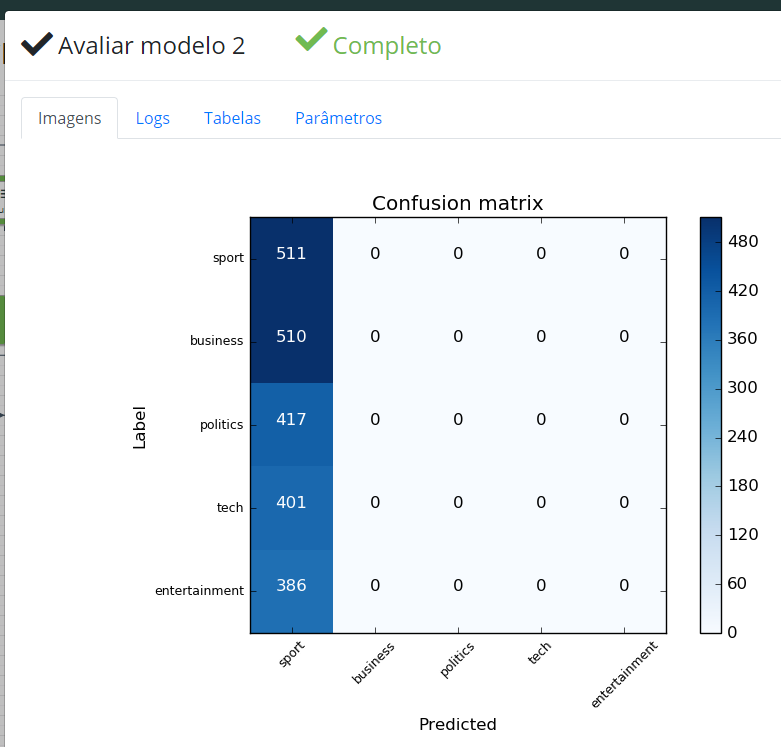 Avaliar modelo 2 Completo
Imagens Logs Tabelas Parâmetros
Confusion matrix
sport 511 0 0 0 0
business 510 0 0 0 0
politics 417 0 0 0 0
tech 401 0 0 0 0
entertainment 386 0 0 0 0
Label
sport business politics tech entertainment
Predicted
480
420
360
300
240
180
120
60
0